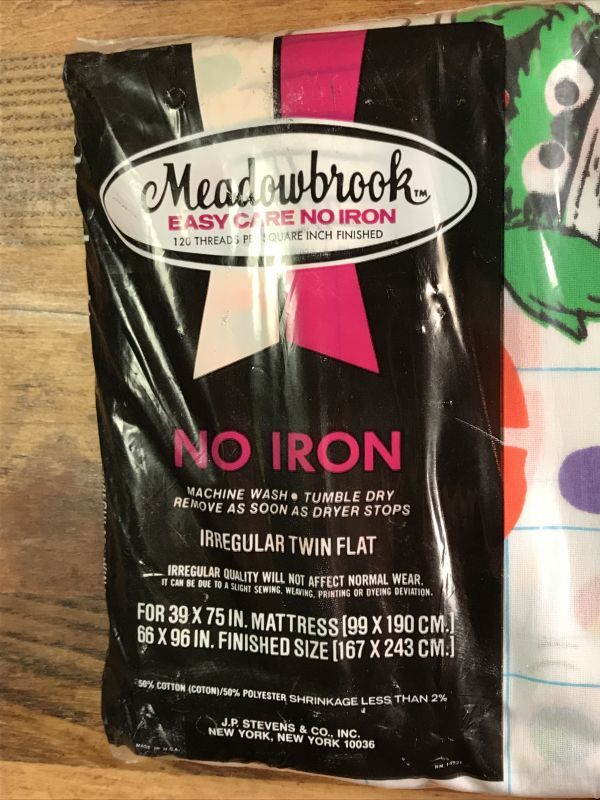 Meadowbrook™
EASY CARE NO IRON
120 THREADS PER SQUARE INCH FINISHED
NO IRON
MACHINE WASH • TUMBLE DRY
REMOVE AS SOON AS DRYER STOPS
IRREGULAR TWIN FLAT
IRREGULAR QUALITY WILL NOT AFFECT NORMAL WEAR.
IT CAN BE DUE TO A SLIGHT SEWING, WEAVING, PRINTING OR DYEING DEVIATION.
FOR 39 X 75 IN. MATTRESS [99 X 190 CM.]
66 X 96 IN. FINISHED SIZE [167 X 243 CM.]
50% COTTON (COTON)/50% POLYESTER SHRINKAGE LESS THAN 2%
J.P. STEVENS & CO., INC.
NEW YORK, NEW YORK 10036
MADE IN U.S.A.